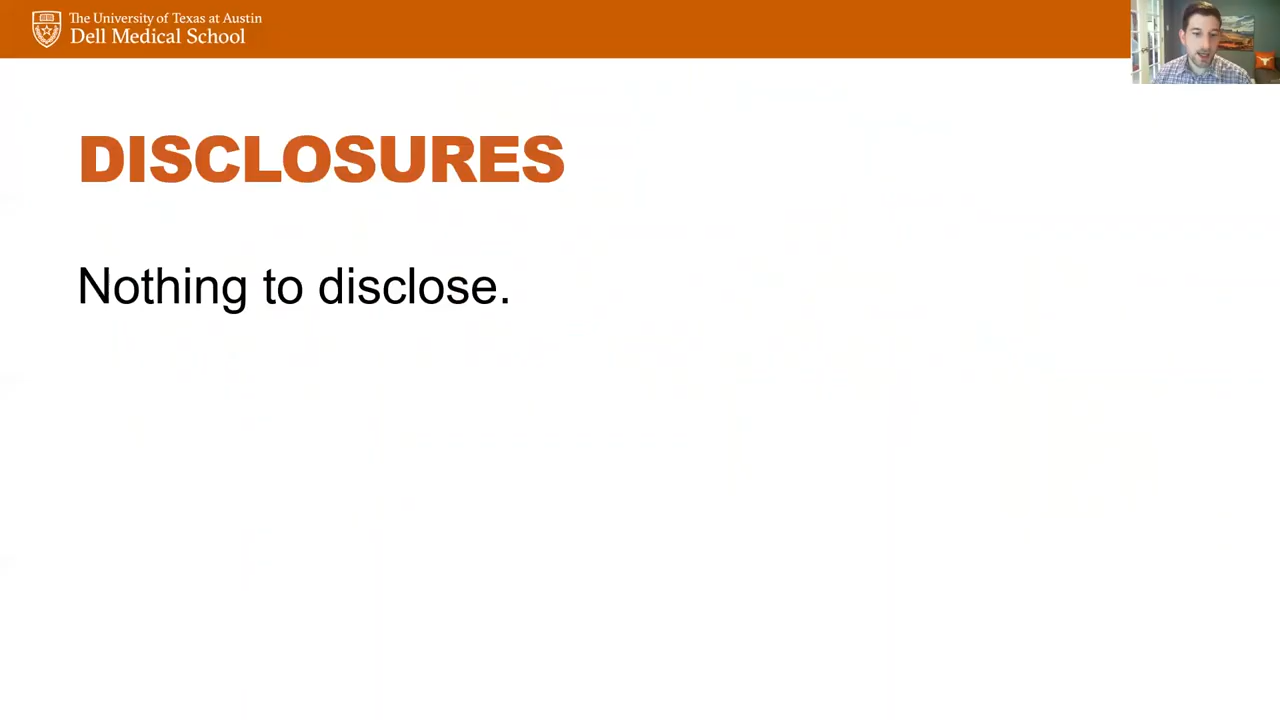 The University of Texas at Austin
Dell Medical School
DISCLOSURES
Nothing to disclose.